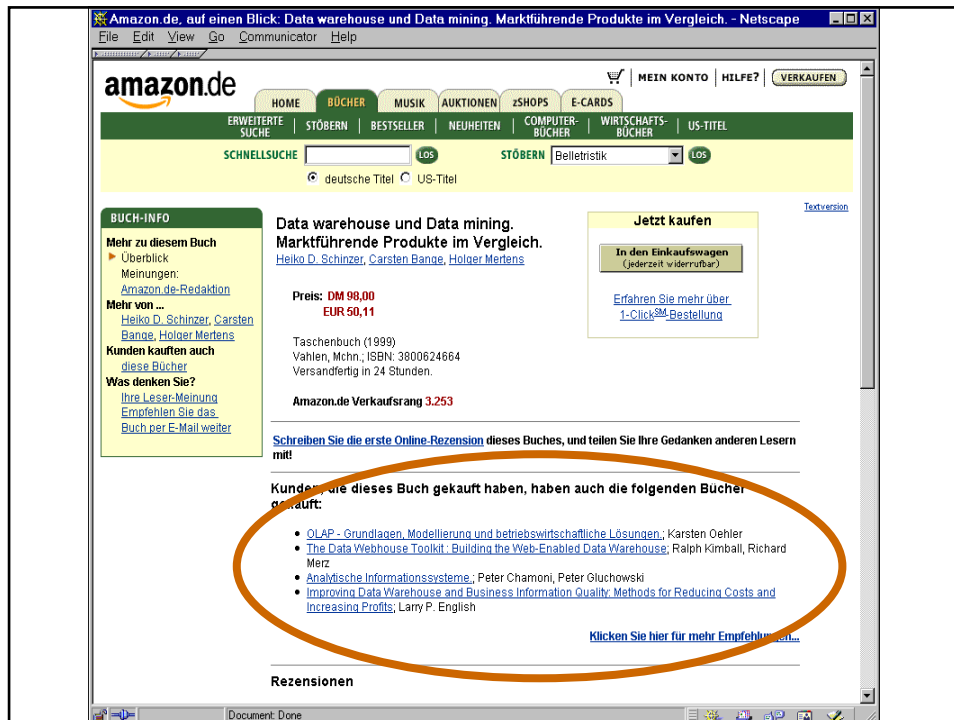 Amazon.de, auf einen Blick: Data warehouse und Data mining. Marktführende Produkte im Vergleich. - Netscape
File Edit View Go Communicator Help
amazon.de
MEIN KONTO | HILFE? | VERKAUFEN
HOME BÜCHER MUSIK AUKTIONEN zSHOPS E-CARDS
ERWEITERTE SUCHE | STÖBERN | BESTSELLER | NEUHEITEN | COMPUTER-BÜCHER | WIRTSCHAFTS-BÜCHER | US-TITEL
SCHNELLSUCHE LOS STÖBERN Belletristik LOS
deutsche Titel US-Titel
Textversion
BUCH-INFO
Mehr zu diesem Buch
Überblick
Meinungen:
Amazon.de-Redaktion
Mehr von ...
Heiko D. Schinzer, Carsten
Bange, Holger Mertens
Kunden kauften auch
diese Bücher
Was denken Sie?
Ihre Leser-Meinung
Empfehlen Sie das
Buch per E-Mail weiter
Data warehouse und Data mining.
Marktführende Produkte im Vergleich.
Heiko D. Schinzer, Carsten Bange, Holger Mertens
Preis: DM 98,00
EUR 50,11
Taschenbuch (1999)
Vahlen, Mchn.; ISBN: 3800624664
Versandfertig in 24 Stunden.
Amazon.de Verkaufsrang 3.253
Jetzt kaufen
In den Einkaufswagen
(jederzeit widerrufbar)
Erfahren Sie mehr über
1-Click℠-Bestellung
Schreiben Sie die erste Online-Rezension dieses Buches, und teilen Sie Ihre Gedanken anderen Lesern
mit!
Kunden, die dieses Buch gekauft haben, haben auch die folgenden Bücher
gekauft:
• OLAP - Grundlagen, Modellierung und betriebswirtschaftliche Lösungen.; Karsten Oehler
• The Data Webhouse Toolkit : Building the Web-Enabled Data Warehouse; Ralph Kimball, Richard
Merz
• Analytische Informationssysteme.; Peter Chamoni, Peter Gluchowski
• Improving Data Warehouse and Business Information Quality: Methods for Reducing Costs and
Increasing Profits; Larry P. English
Klicken Sie hier für mehr Empfehlungen...
Rezensionen
Document: Done